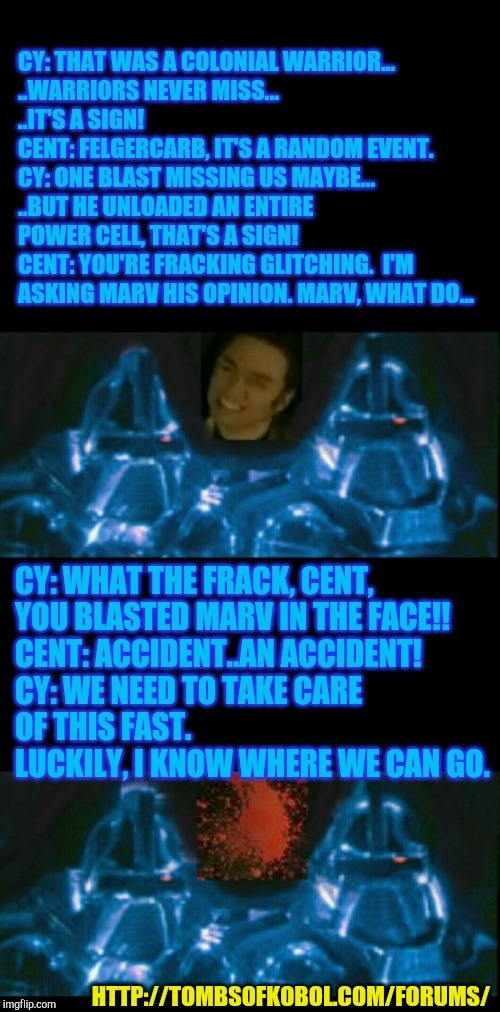 CY: THAT WAS A COLONIAL WARRIOR...
..WARRIORS NEVER MISS...
..IT'S A SIGN!
CENT: FELGERCARB, IT'S A RANDOM EVENT.
CY: ONE BLAST MISSING US MAYBE...
..BUT HE UNLOADED AN ENTIRE
POWER CELL, THAT'S A SIGN!
CENT: YOU'RE FRACKING GLITCHING. I'M
ASKING MARV HIS OPINION. MARV, WHAT DO...
CY: WHAT THE FRACK, CENT,
YOU BLASTED MARV IN THE FACE!!
CENT: ACCIDENT..AN ACCIDENT!
CY: WE NEED TO TAKE CARE
OF THIS FAST.
LUCKILY, I KNOW WHERE WE CAN GO.
HTTP://TOMBSOFKOBOL.COM/FORUMS/
imgflip.com